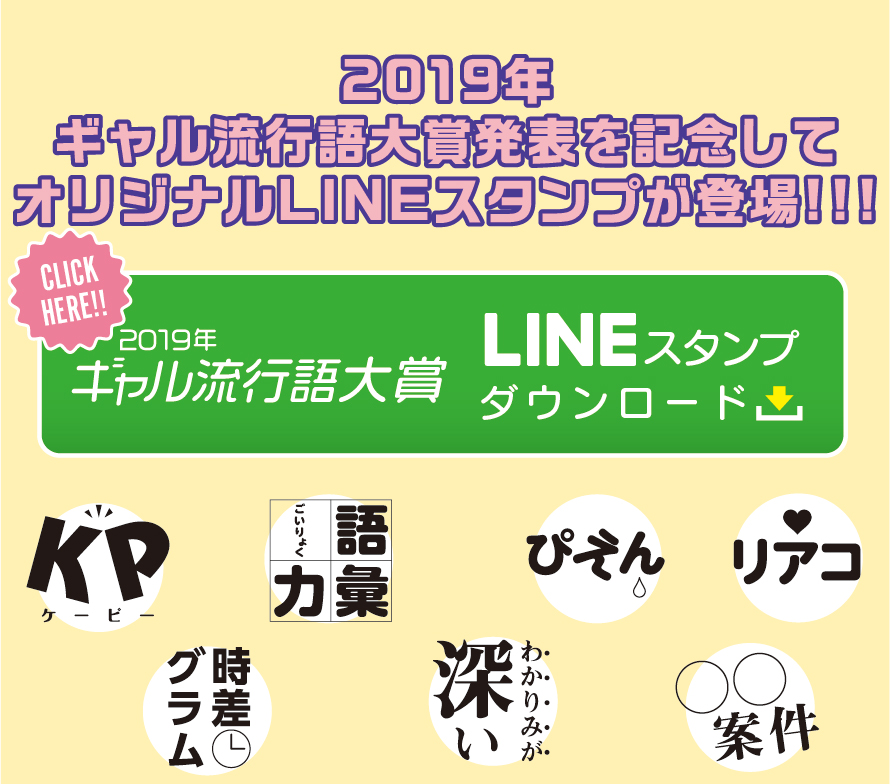 2019年
ギャル流行語大賞発表を記念して
オリジナルLINEスタンプが登場!!!
CLICK
HERE!!
2019年
ギャル流行語大賞
LINEスタンプ
ダウンロード
KP
ケーピー
語彙力
ごいりょく
ぴえん
リアコ
時差
グラム
わかりみが
深い
○○
案件